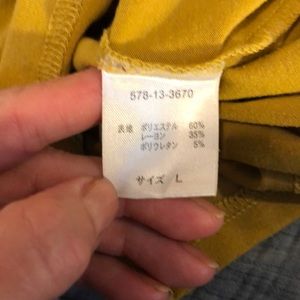 578-13-3670
表地 ポリエステル 60%
レーヨン 35%
ポリウレタン 5%
サイズ L